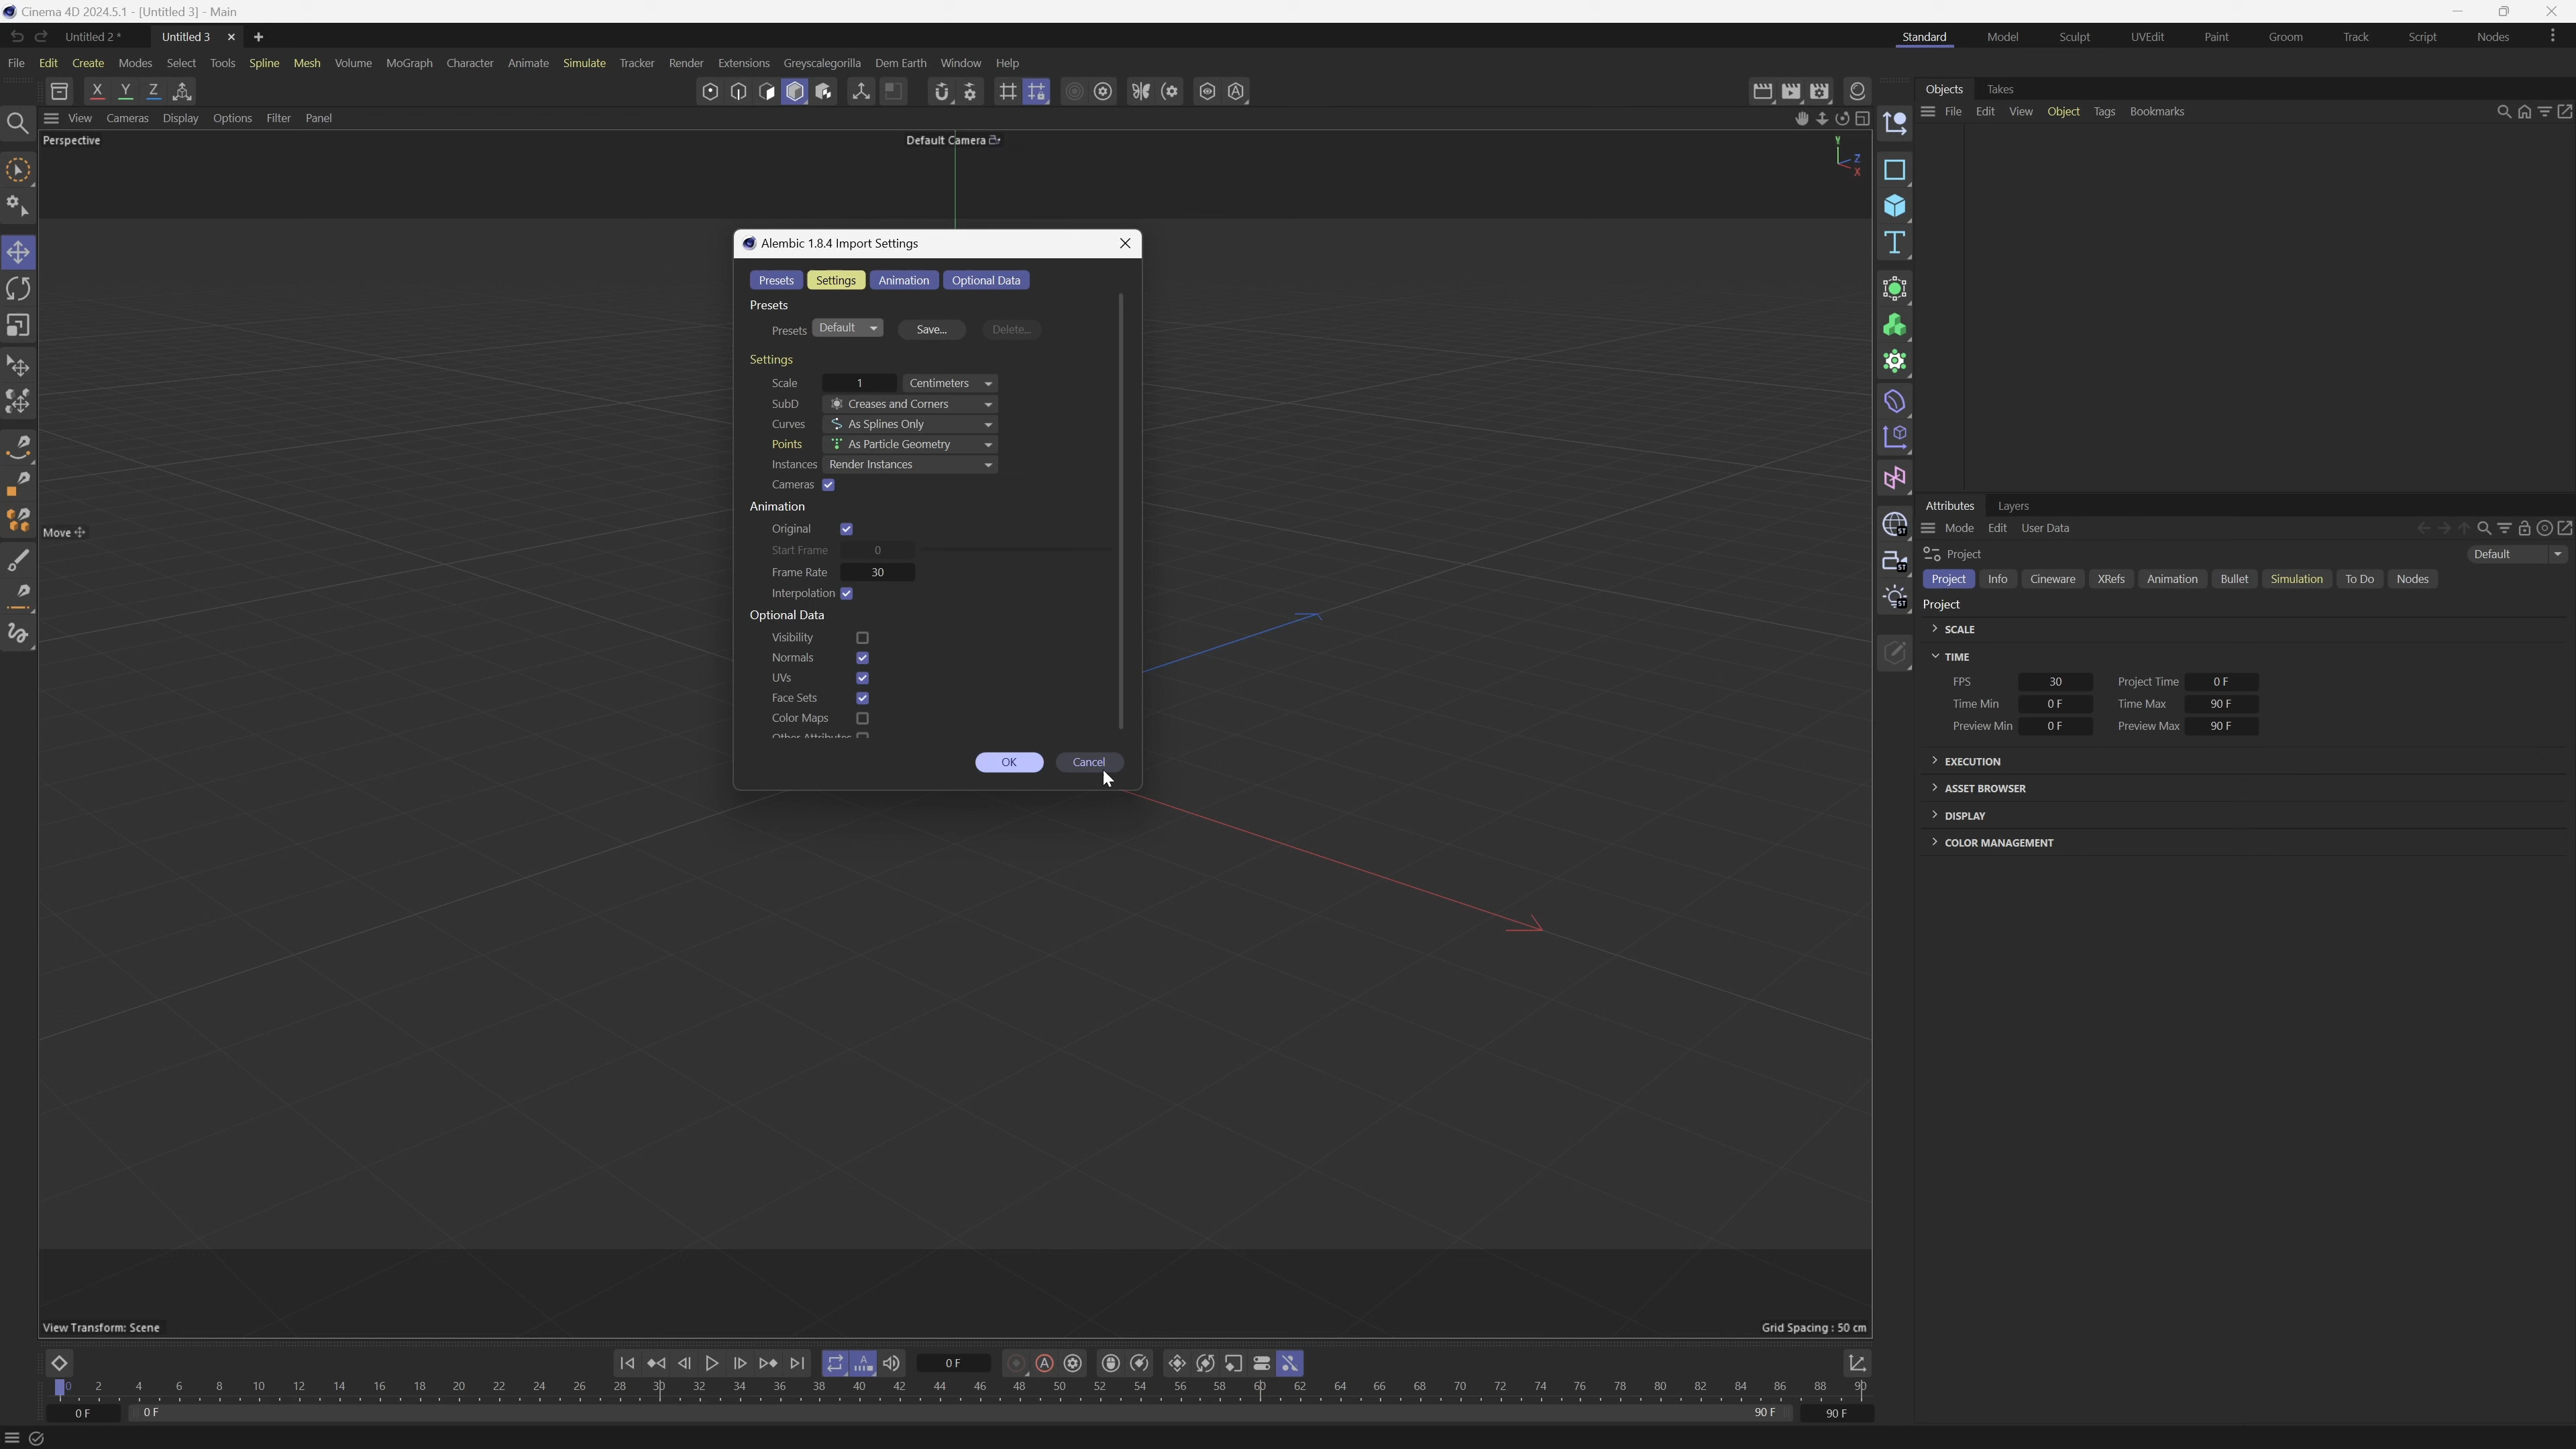 Cinema 4D 2024.5.1 - [Untitled 3] - Main
Untitled 2 * Untitled 3 Standard Model Sculpt UVEdit Paint Groom Track Script Nodes
File Edit Create Modes Select Tools Spline Mesh Volume MoGraph Character Animate Simulate Tracker Render Extensions Greyscalegorilla Dem Earth Window Help
X Y Z
Objects Takes
View Cameras Display Options Filter Panel
File Edit View Object Tags Bookmarks
Perspective
Default Camera
Y
Z
X
Move
Alembic 1.8.4 Import Settings
Presets Settings Animation Optional Data
Presets
Presets Default Save... Delete...
Settings
Scale 1 Centimeters
SubD Creases and Corners
Curves As Splines Only
Points As Particle Geometry
Instances Render Instances
Cameras
Animation
Original
Start Frame 0
Frame Rate 30
Interpolation
Optional Data
Visibility
Normals
UVs
Face Sets
Color Maps
Other Attributes
OK Cancel
Attributes Layers
Mode Edit User Data
Project Default
Project Info Cineware XRefs Animation Bullet Simulation To Do Nodes
Project
SCALE
TIME
FPS 30 Project Time 0 F
Time Min 0 F Time Max 90 F
Preview Min 0 F Preview Max 90 F
EXECUTION
ASSET BROWSER
DISPLAY
COLOR MANAGEMENT
View Transform: Scene
Grid Spacing : 50 cm
0 F
0 2 4 6 8 10 12 14 16 18 20 22 24 26 28 30 32 34 36 38 40 42 44 46 48 50 52 54 56 58 60 62 64 66 68 70 72 74 76 78 80 82 84 86 88 90
0 F 0 F 90 F 90 F